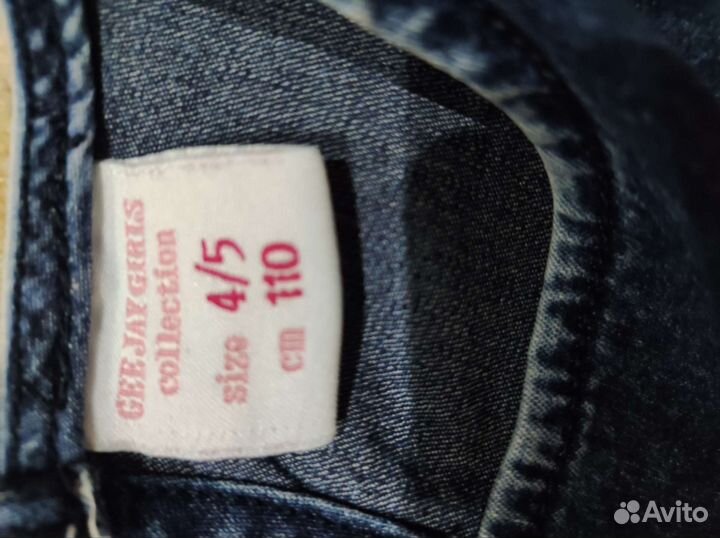 GEE JAY GIRLS
collection
size 4/5
cm 110
Avito